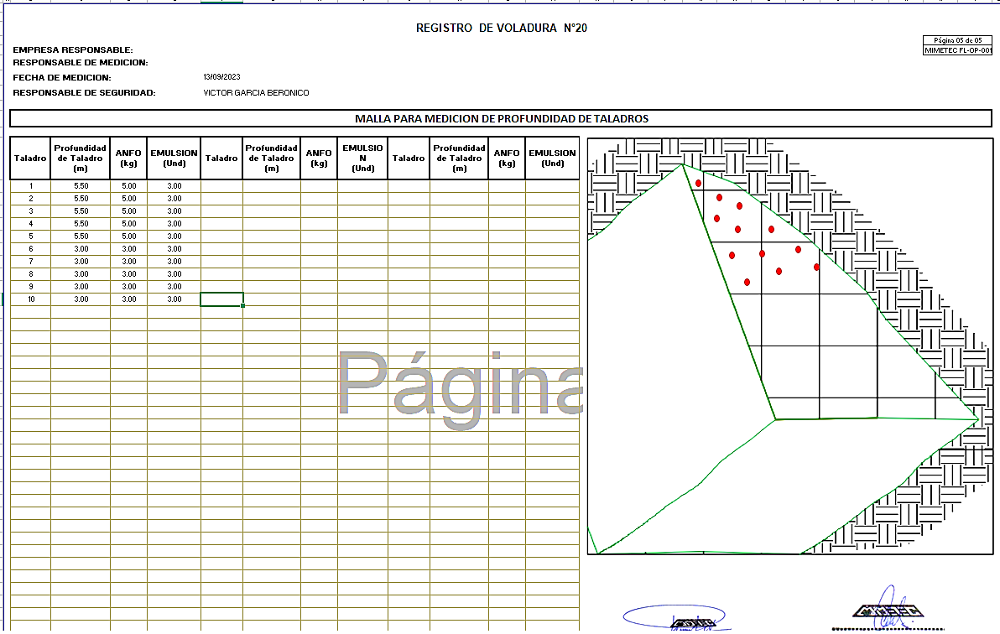 REGISTRO DE VOLADURA N°20
Página 05 de 05
MIMETEC FL-OP-001
EMPRESA RESPONSABLE:
RESPONSABLE DE MEDICION:
FECHA DE MEDICION: 13/09/2023
RESPONSABLE DE SEGURIDAD: VICTOR GARCIA BERONICO
MALLA PARA MEDICION DE PROFUNDIDAD DE TALADROS
Taladro Profundidad de Taladro (m) ANFO (kg) EMULSION (Und) Taladro Profundidad de Taladro (m) ANFO (kg) EMULSIO N (Und) Taladro Profundidad de Taladro (m) ANFO (kg) EMULSION (Und)
1 5.50 5.00 3.00
2 5.50 5.00 3.00
3 5.50 5.00 3.00
4 5.50 5.00 3.00
5 5.50 5.00 3.00
6 3.00 3.00 3.00
7 3.00 3.00 3.00
8 3.00 3.00 3.00
9 3.00 3.00 3.00
10 3.00 3.00 3.00
Página